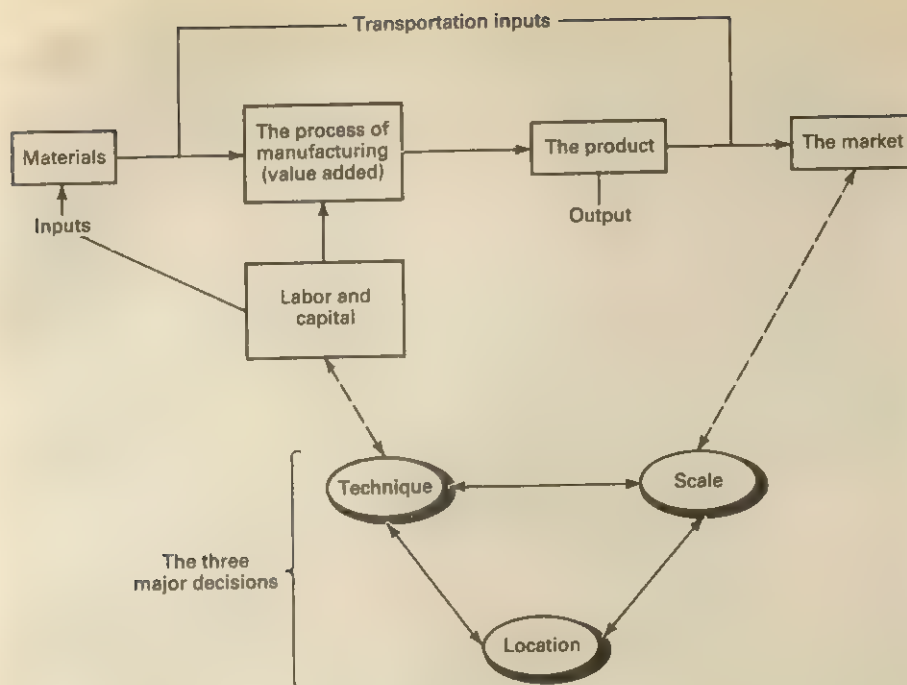 Transportation inputs
Materials
The process of
manufacturing
(value added)
The product
The market
Inputs
Output
Labor and
capital
Technique
Scale
The three
major decisions
Location